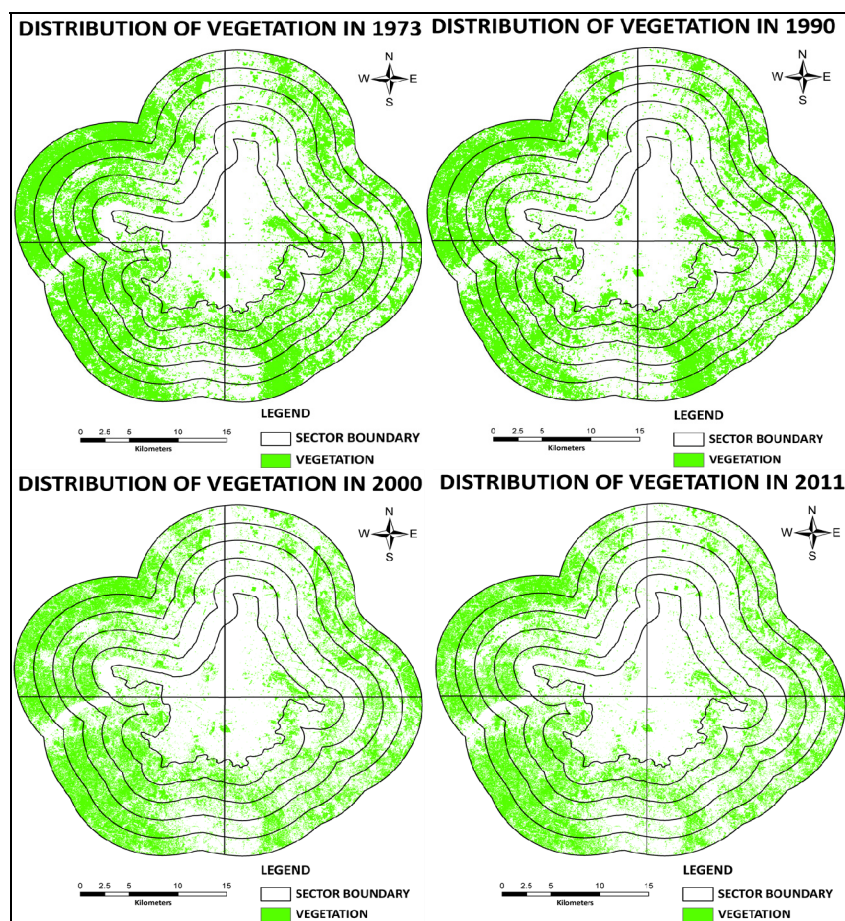 DISTRIBUTION OF VEGETATION IN 1973
N
W E
S
0 2.5 5 10 15
Kilometers
LEGEND
SECTOR BOUNDARY
VEGETATION
DISTRIBUTION OF VEGETATION IN 1990
N
W E
S
0 2.5 5 10 15
Kilometers
LEGEND
SECTOR BOUNDARY
VEGETATION
DISTRIBUTION OF VEGETATION IN 2000
N
W E
S
0 2.5 5 10 15
Kilometers
LEGEND
SECTOR BOUNDARY
VEGETATION
DISTRIBUTION OF VEGETATION IN 2011
N
W E
S
0 2.5 5 10 15
Kilometers
LEGEND
SECTOR BOUNDARY
VEGETATION